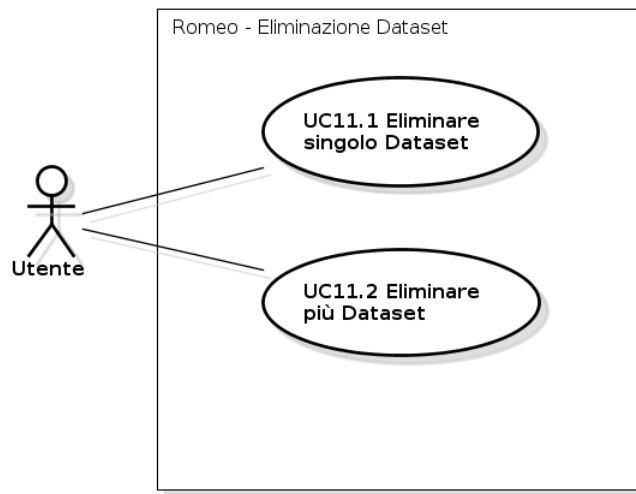 Romeo - Eliminazione Dataset
UC11.1 Eliminare
singolo Dataset
Utente
UC11.2 Eliminare
più Dataset